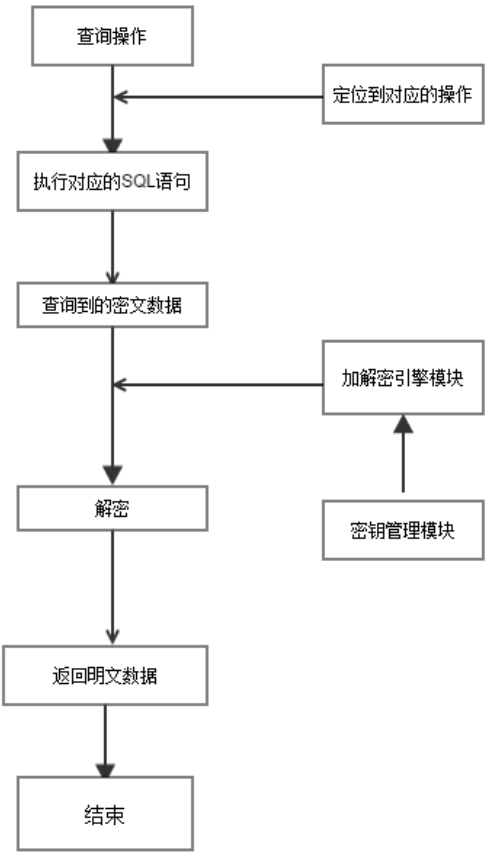 查询操作
定位到对应的操作
执行对应的SQL语句
查询到的密文数据
加解密引擎模块
解密
密钥管理模块
返回明文数据
结束